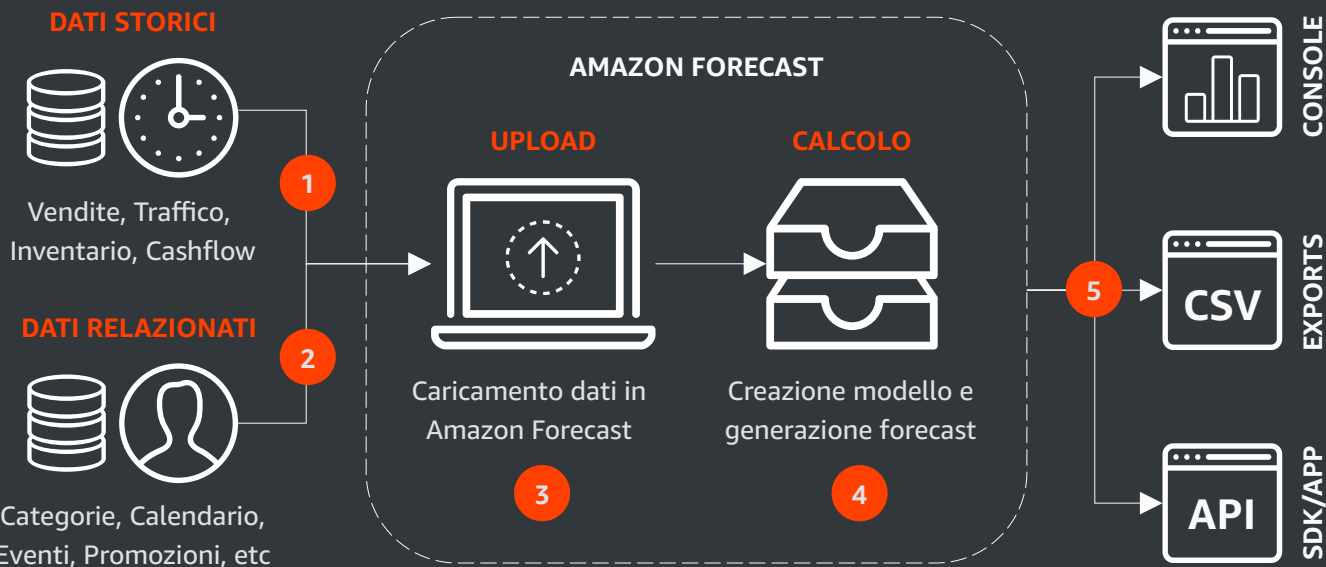 DATI STORICI
Vendite, Traffico,
Inventario, Cashflow
DATI RELAZIONATI
Categorie, Calendario,
Eventi, Promozioni, etc
1
2
AMAZON FORECAST
UPLOAD
Caricamento dati in
Amazon Forecast
3
CALCOLO
Creazione modello e
generazione forecast
4
5
CONSOLE
CSV
EXPORTS
API
SDK/APP